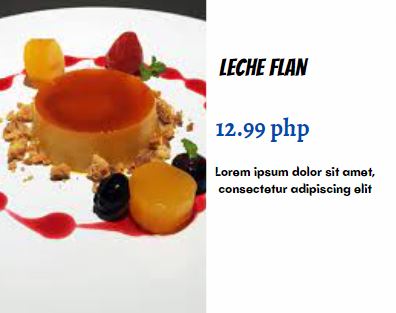 LECHE FLAN
12.99 php
Lorem ipsum dolor sit amet,
consectetur adipiscing elit